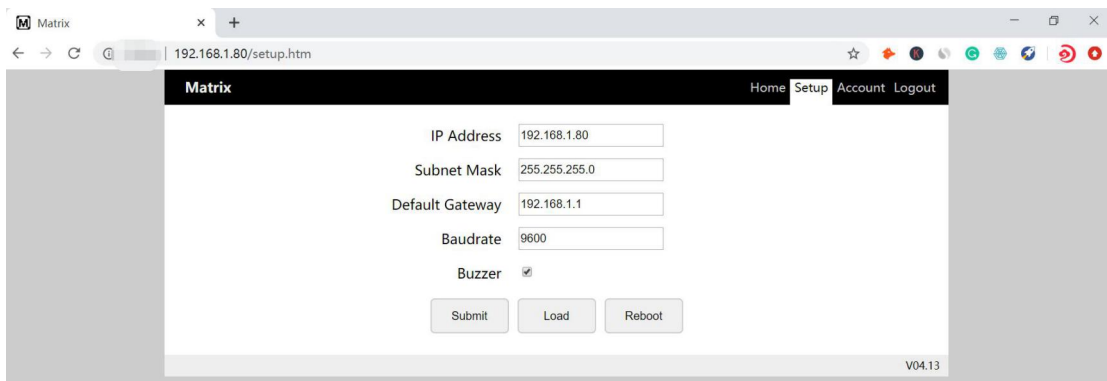 M Matrix
192.168.1.80/setup.htm
Matrix Home Setup Account Logout
IP Address 192.168.1.80
Subnet Mask 255.255.255.0
Default Gateway 192.168.1.1
Baudrate 9600
Buzzer
Submit Load Reboot
V04.13